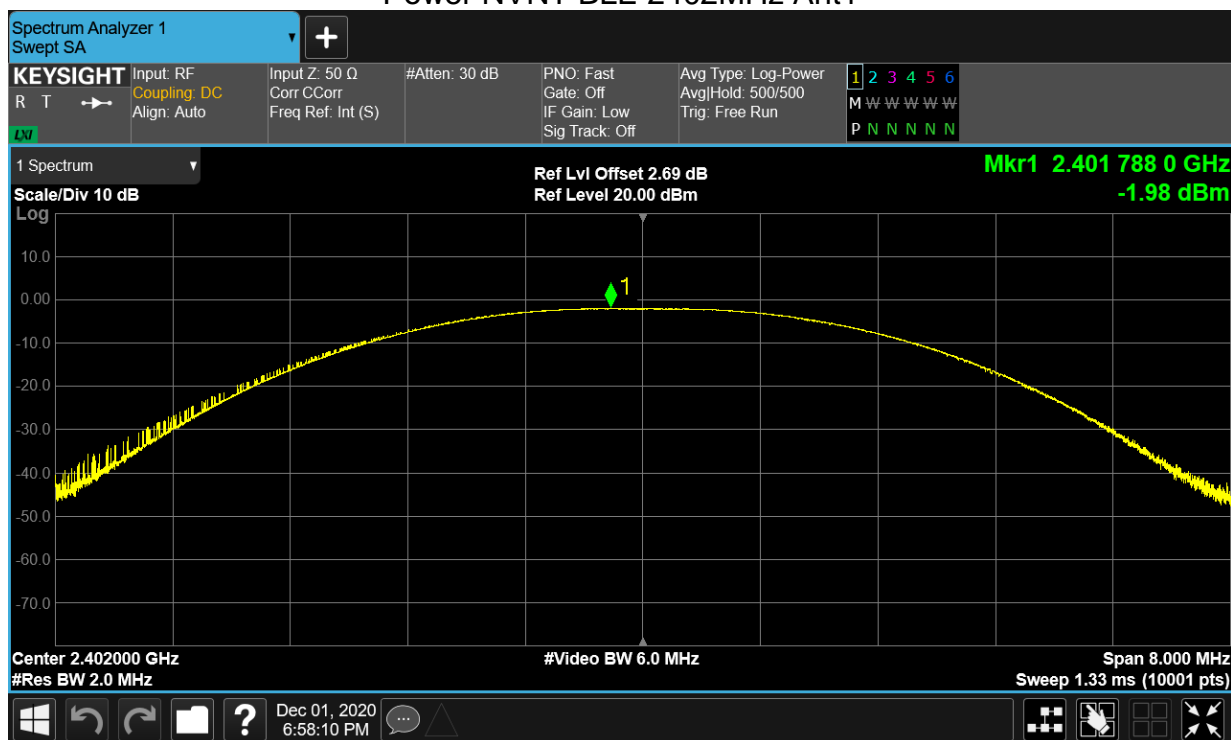 Power NVNT BLE 2402MHz Ant1
Spectrum Analyzer 1
Swept SA
+
KEYSIGHT
R T
LXI
Input: RF
Coupling: DC
Align: Auto
Input Z: 50 Ω
Corr CCorr
Freq Ref: Int (S)
#Atten: 30 dB
PNO: Fast
Gate: Off
IF Gain: Low
Sig Track: Off
Avg Type: Log-Power
Avg|Hold: 500/500
Trig: Free Run
1 2 3 4 5 6
M W W W W W
P N N N N N
1 Spectrum
Scale/Div 10 dB
Log
Ref Lvl Offset 2.69 dB
Ref Level 20.00 dBm
Mkr1 2.401 788 0 GHz
-1.98 dBm
10.0
0.00
-10.0
-20.0
-30.0
-40.0
-50.0
-60.0
-70.0
1
Center 2.402000 GHz
#Res BW 2.0 MHz
#Video BW 6.0 MHz
Span 8.000 MHz
Sweep 1.33 ms (10001 pts)
?
Dec 01, 2020
6:58:10 PM